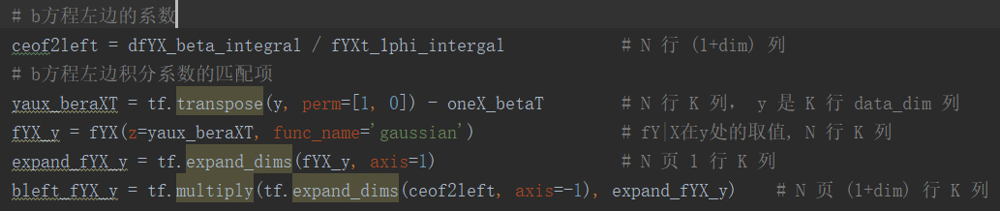 # b方程左边的系数
ceof2left = dfYX_beta_integral / fYXt_lphi_intergal # N 行 (1+dim) 列
# b方程左边积分系数的匹配项
yaux_beraXT = tf.transpose(y, perm=[1, 0]) - oneX_betaT # N 行 K 列， y 是 K 行 data_dim 列
fYX_y = fYX(z=yaux_beraXT, func_name='gaussian') # fY|X在y处的取值, N 行 K 列
expand_fYX_y = tf.expand_dims(fYX_y, axis=1) # N 页 1 行 K 列
bleft_fYX_y = tf.multiply(tf.expand_dims(ceof2left, axis=-1), expand_fYX_y) # N 页 (1+dim) 行 K 列